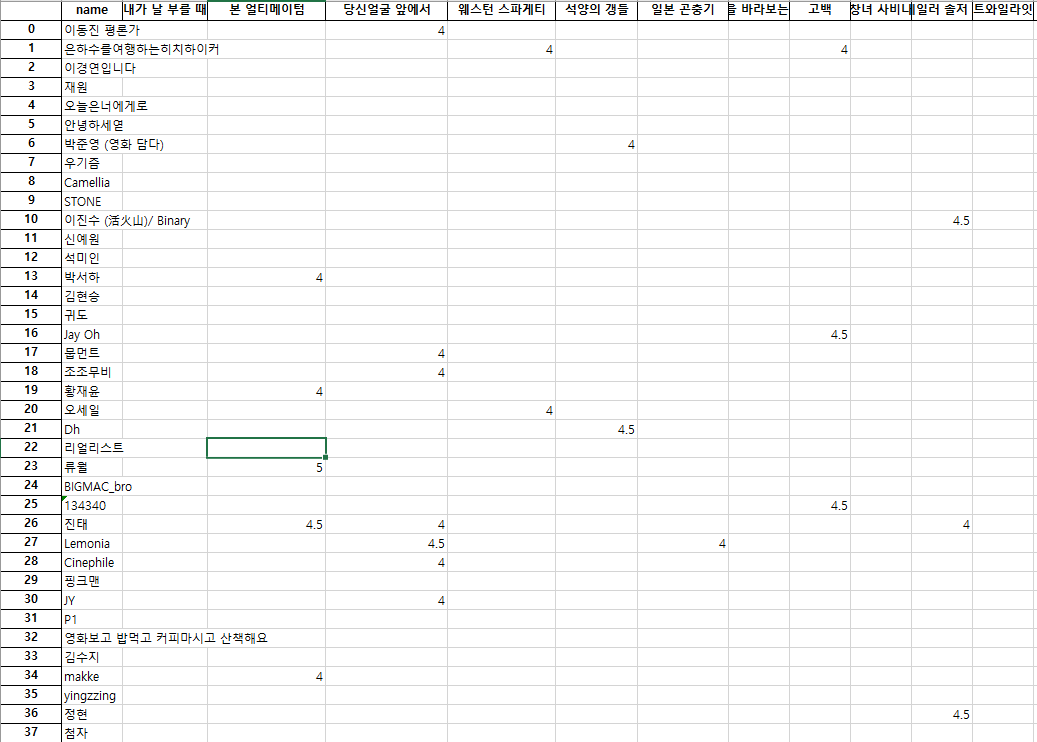 name 내가 날 부를 때 본 얼티메이텀 당신얼굴 앞에서 웨스턴 스파게티 석양의 갱들 일본 곤충기 를 바라보는 고백 창녀 사비나 일러 솔저 트와일라잇
0 이동진 평론가 4
1 은하수를여행하는히치하이커 4 4
2 이경연입니다
3 재원
4 오늘은너에게로
5 안녕하세옅
6 박준영 (영화 담다) 4
7 우기즘
8 Camellia
9 STONE
10 이진수 (活火山)/ Binary 4.5
11 신예원
12 석미인
13 박서하 4
14 김현승
15 귀도
16 Jay Oh 4.5
17 뭅먼트 4
18 조조무비 4
19 황재윤 4
20 오세일 4
21 Dh 4.5
22 리얼리스트
23 류월 5
24 BIGMAC_bro
25 134340 4.5
26 진태 4.5 4 4
27 Lemonia 4.5 4
28 Cinephile 4
29 핑크맨
30 JY 4
31 P1
32 영화보고 밥먹고 커피마시고 산책해요
33 김수지
34 makke 4
35 yingzzing
36 정현 4.5
37 첨자